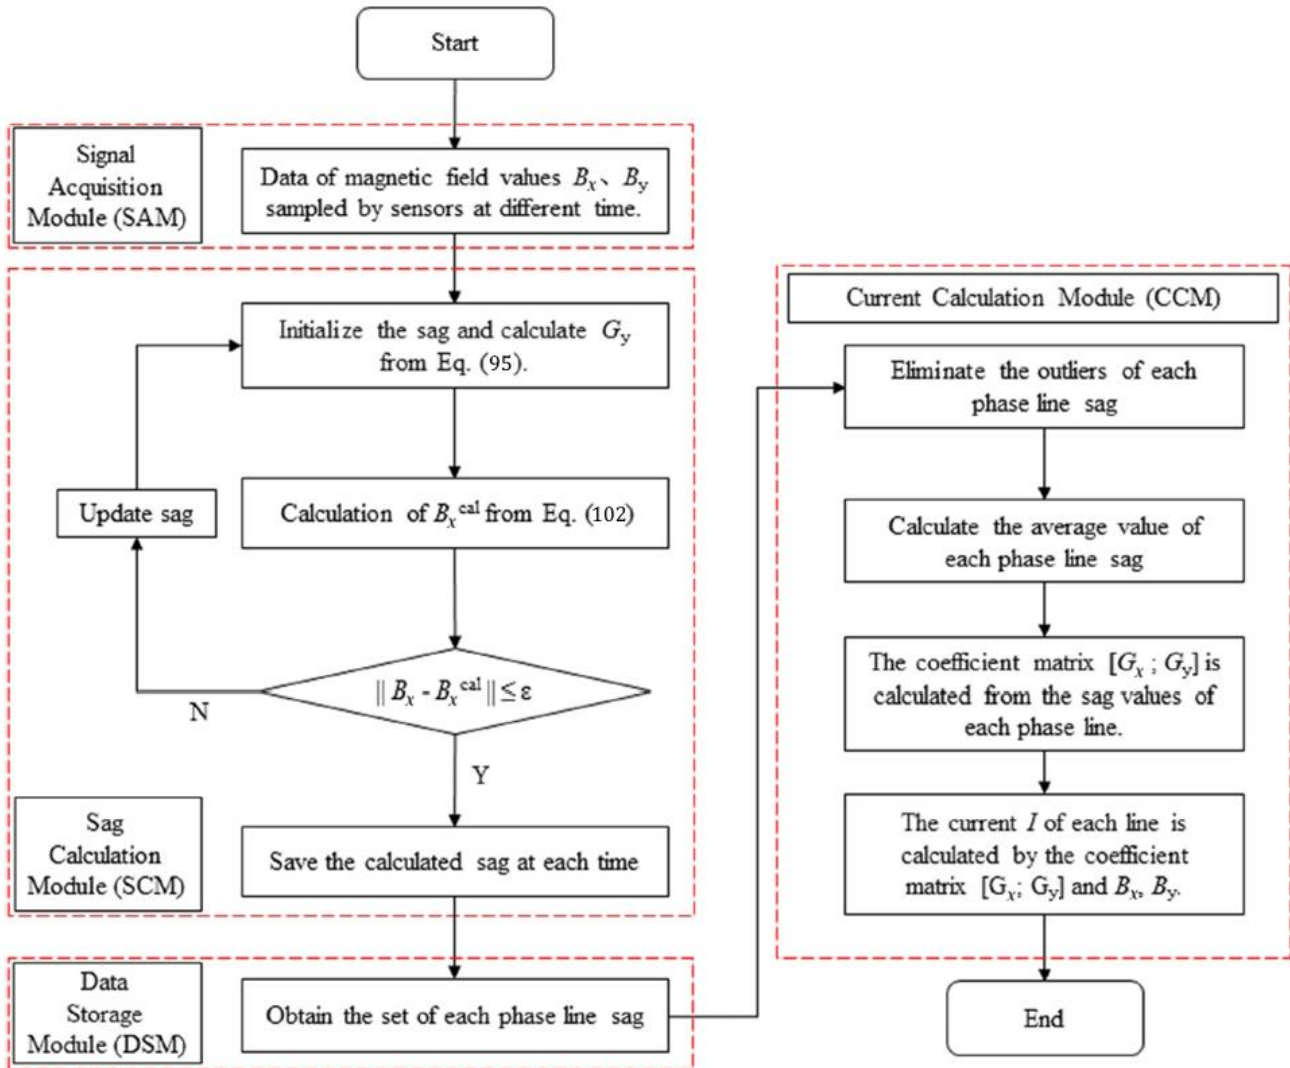 Start
Signal
Acquisition
Module (SAM)
Data of magnetic field values Bx、By
sampled by sensors at different time.
Initialize the sag and calculate Gy
from Eq. (95).
Update sag
Calculation of Bx^cal from Eq. (102)
|| Bx - Bx^cal || ≤ ε
N
Y
Sag
Calculation
Module (SCM)
Save the calculated sag at each time
Data
Storage
Module (DSM)
Obtain the set of each phase line sag
Current Calculation Module (CCM)
Eliminate the outliers of each
phase line sag
Calculate the average value of
each phase line sag
The coefficient matrix [Gx ; Gy] is
calculated from the sag values of
each phase line.
The current I of each line is
calculated by the coefficient
matrix [Gx; Gy] and Bx, By.
End